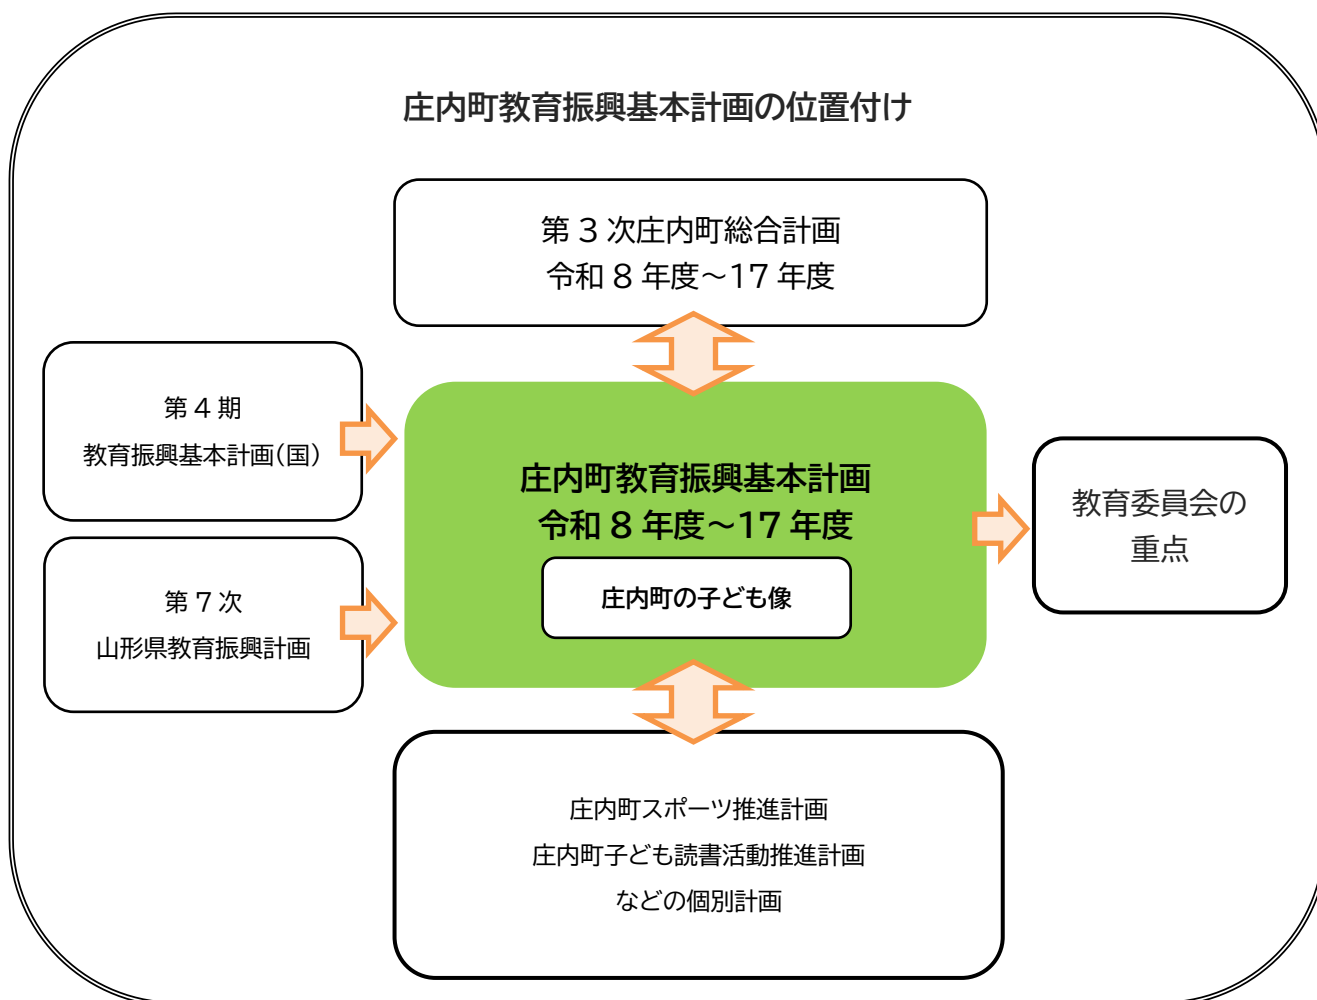 庄内町教育振興基本計画の位置付け
第3次庄内町総合計画
令和8年度～17年度
第4期
教育振興基本計画(国)
第7次
山形県教育振興計画
庄内町教育振興基本計画
令和8年度～17年度
庄内町の子ども像
教育委員会の
重点
庄内町スポーツ推進計画
庄内町子ども読書活動推進計画
などの個別計画